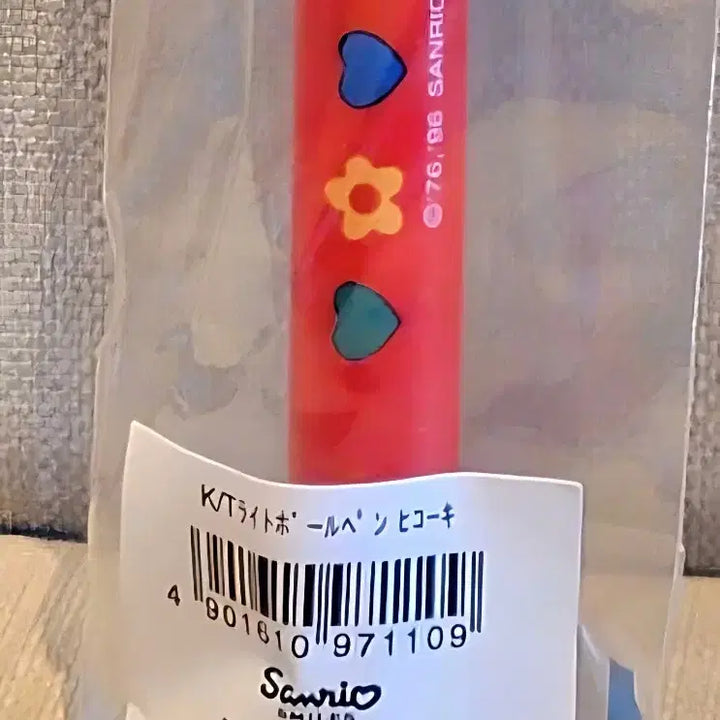 ©'76,'96 SANRIO
K/Tライトボールペン ヒコーキ
4 901610 971109
Sanrio
SMILES